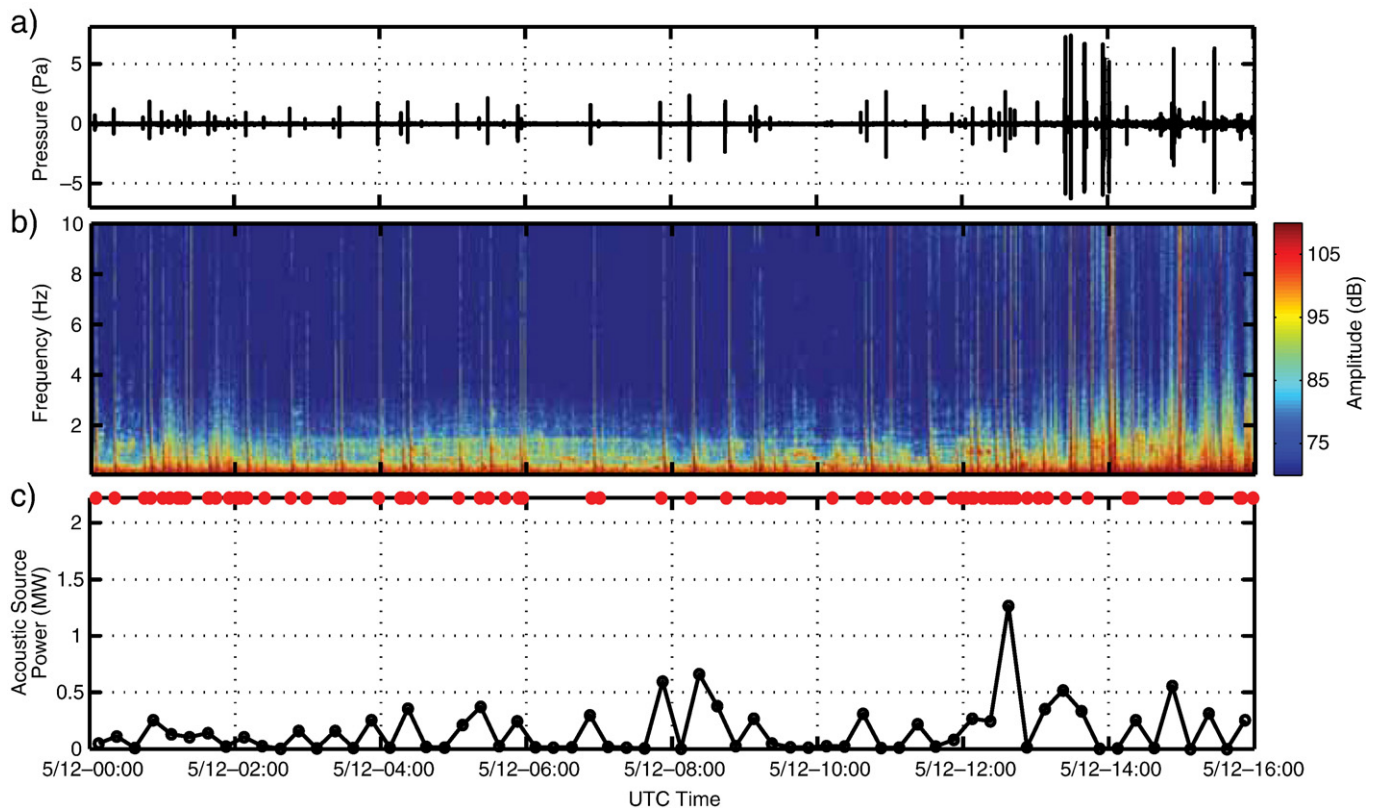 a)
Pressure (Pa)
5
0
−5
b)
Frequency (Hz)
10
8
6
4
2
105
95
85
75
Amplitude (dB)
c)
Acoustic Source
Power (MW)
2
1.5
1
0.5
0
5/12−00:00 5/12−02:00 5/12−04:00 5/12−06:00 5/12−08:00 5/12−10:00 5/12−12:00 5/12−14:00 5/12−16:00
UTC Time